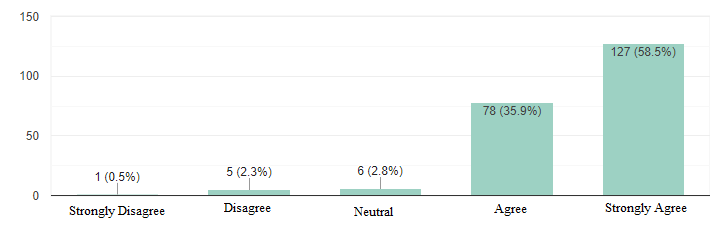 150
100
50
0
1 (0.5%)
5 (2.3%)
6 (2.8%)
78 (35.9%)
127 (58.5%)
Strongly Disagree
Disagree
Neutral
Agree
Strongly Agree